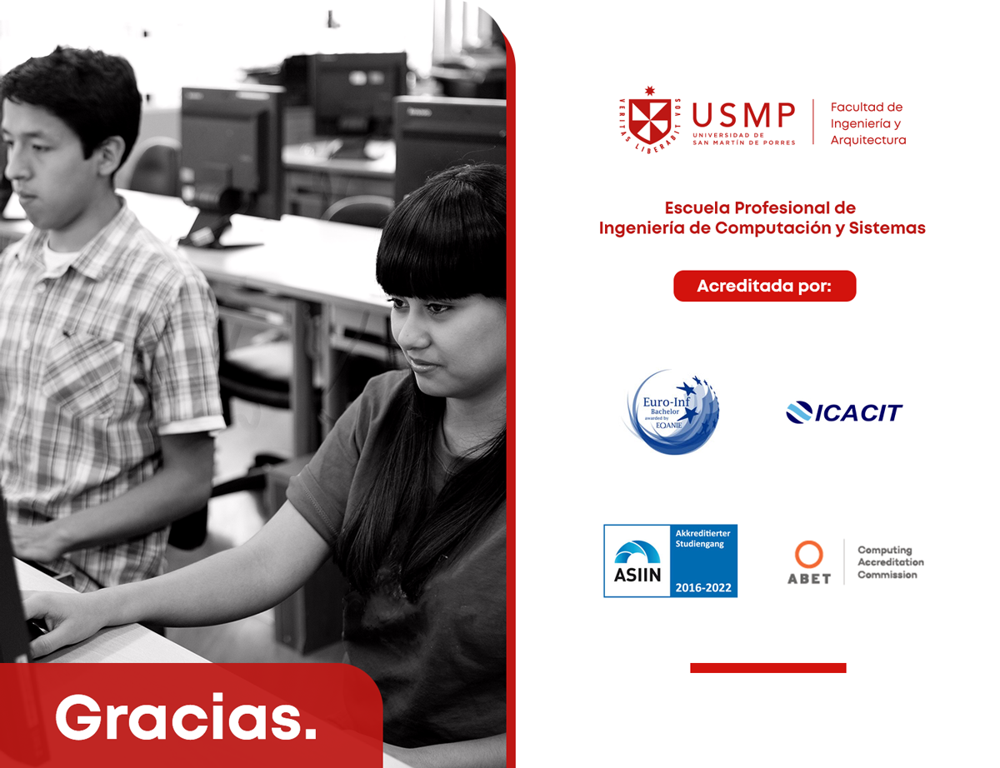 VERITAS LIBERABIT VOS
USMP
UNIVERSIDAD DE
SAN MARTÍN DE PORRES
Facultad de
Ingeniería y
Arquitectura
Escuela Profesional de
Ingeniería de Computación y Sistemas
Acreditada por:
Euro-Inf
Bachelor
awarded by
EQANIE
ICACIT
ASIIN
Akkreditierter
Studiengang
2016-2022
ABET
Computing
Accreditation
Commission
Gracias.